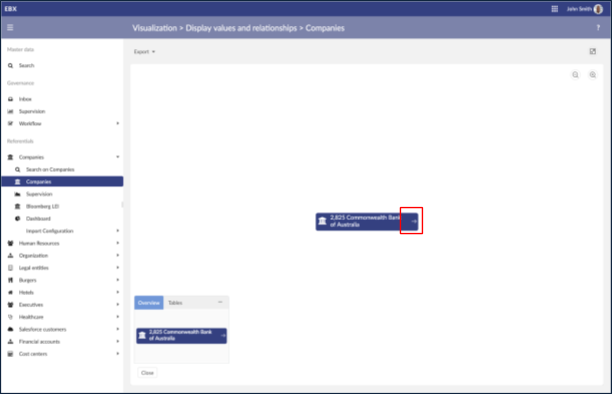 EBX
John Smith
Visualization > Display values and relationships > Companies
?
Master data
Search
Governance
Inbox
Supervision
Workflow
Referentials
Companies
Search on Companies
Companies
Supervision
Bloomberg LEI
Dashboard
Import Configuration
Human Resources
Organization
Legal entities
Burgers
Hotels
Executives
Healthcare
Salesforce customers
Financial accounts
Cost centers
Export
2,825 Commonwealth Bank
of Australia
Overview
Tables
2,825 Commonwealth Bank
of Australia
Close